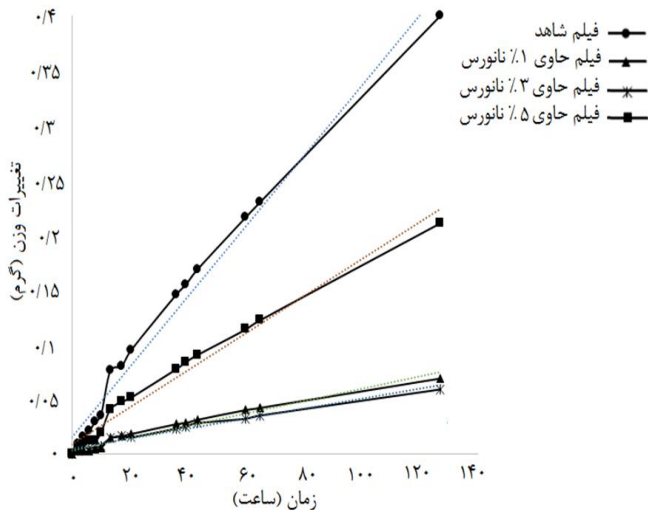 فیلم شاهد
فیلم حاوی ۱٪ نانورس
فیلم حاوی ۳٪ نانورس
فیلم حاوی ۵٪ نانورس
۰/۴
۰/۳۵
۰/۳
۰/۲۵
۰/۲
۰/۱۵
۰/۱
۰/۰۵
۰
تغییرات وزن (گرم)
۰ ۲۰ ۴۰ ۶۰ ۸۰ ۱۰۰ ۱۲۰ ۱۴۰
زمان (ساعت)